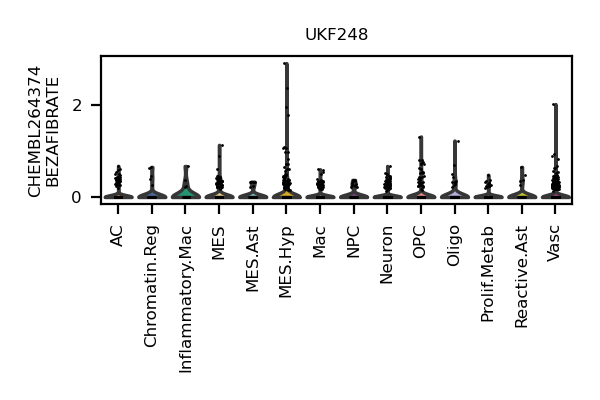 UKF248
CHEMBL264374
BEZAFIBRATE
2
0
AC
Chromatin.Reg
Inflammatory.Mac
MES
MES.Ast
MES.Hyp
Mac
NPC
Neuron
OPC
Oligo
Prolif.Metab
Reactive.Ast
Vasc